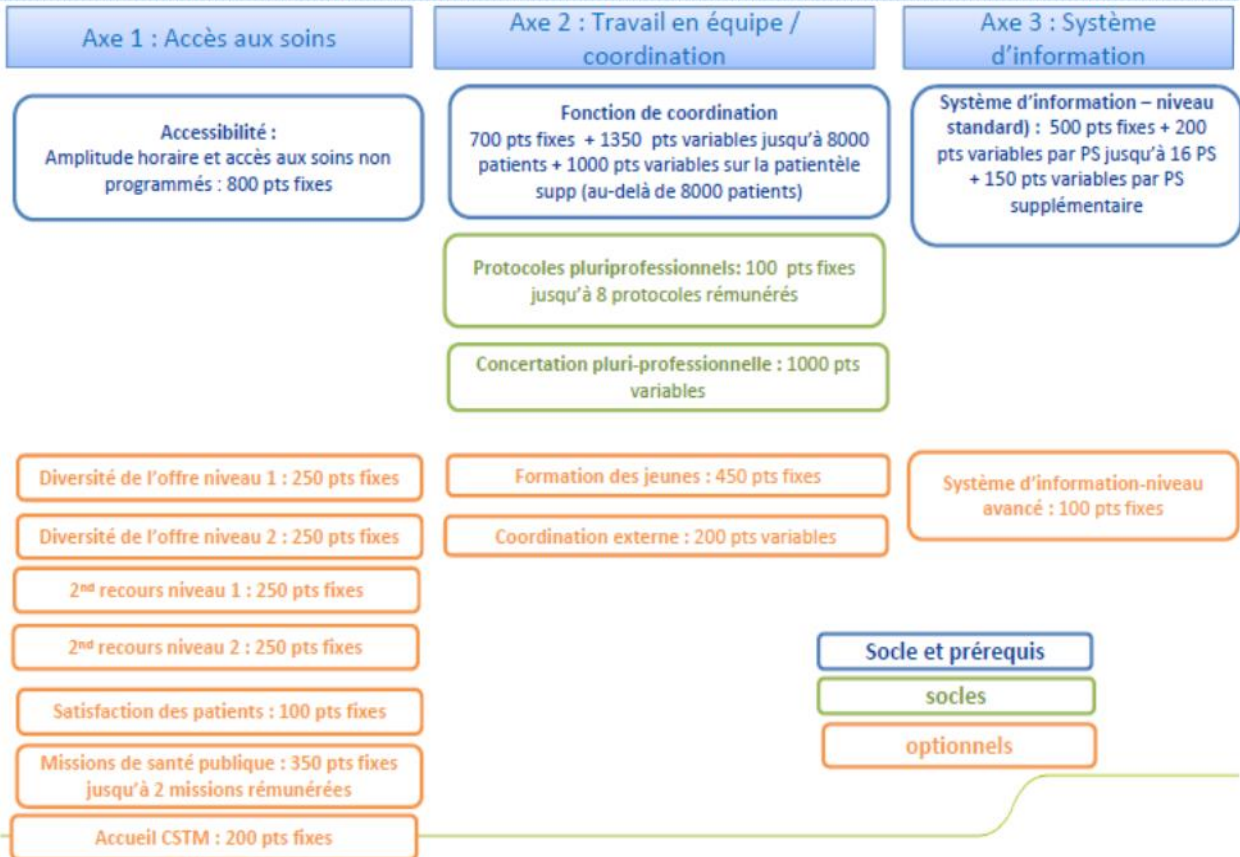 Axe 1 : Accès aux soins
Axe 2 : Travail en équipe /
coordination
Axe 3 : Système
d'information
Accessibilité :
Amplitude horaire et accès aux soins non
programmés : 800 pts fixes
Fonction de coordination
700 pts fixes + 1350 pts variables jusqu'à 8000
patients + 1000 pts variables sur la patientèle
supp (au-delà de 8000 patients)
Système d'information – niveau
standard) : 500 pts fixes + 200
pts variables par PS jusqu'à 16 PS
+ 150 pts variables par PS
supplémentaire
Protocoles pluriprofessionnels: 100 pts fixes
jusqu'à 8 protocoles rémunérés
Concertation pluri-professionnelle : 1000 pts
variables
Diversité de l'offre niveau 1 : 250 pts fixes
Diversité de l'offre niveau 2 : 250 pts fixes
2nd recours niveau 1 : 250 pts fixes
2nd recours niveau 2 : 250 pts fixes
Satisfaction des patients : 100 pts fixes
Missions de santé publique : 350 pts fixes
jusqu'à 2 missions rémunérées
Accueil CSTM : 200 pts fixes
Formation des jeunes : 450 pts fixes
Coordination externe : 200 pts variables
Système d'information-niveau
avancé : 100 pts fixes
Socle et prérequis
socles
optionnels